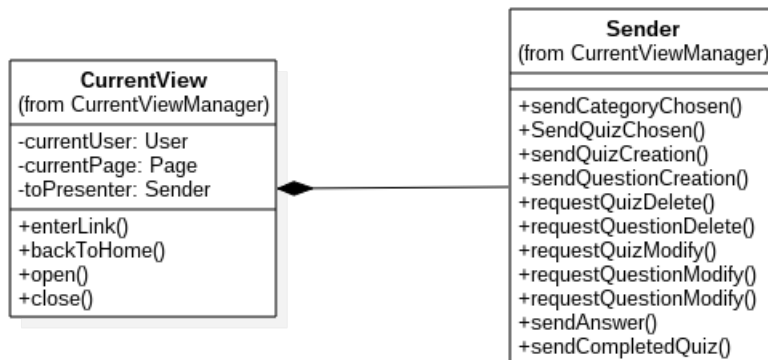 CurrentView
(from CurrentViewManager)
-currentUser: User
-currentPage: Page
-toPresenter: Sender
+enterLink()
+backToHome()
+open()
+close()
Sender
(from CurrentViewManager)
+sendCategoryChosen()
+SendQuizChosen()
+sendQuizCreation()
+sendQuestionCreation()
+requestQuizDelete()
+requestQuestionDelete()
+requestQuizModify()
+requestQuestionModify()
+requestQuestionModify()
+sendAnswer()
+sendCompletedQuiz()